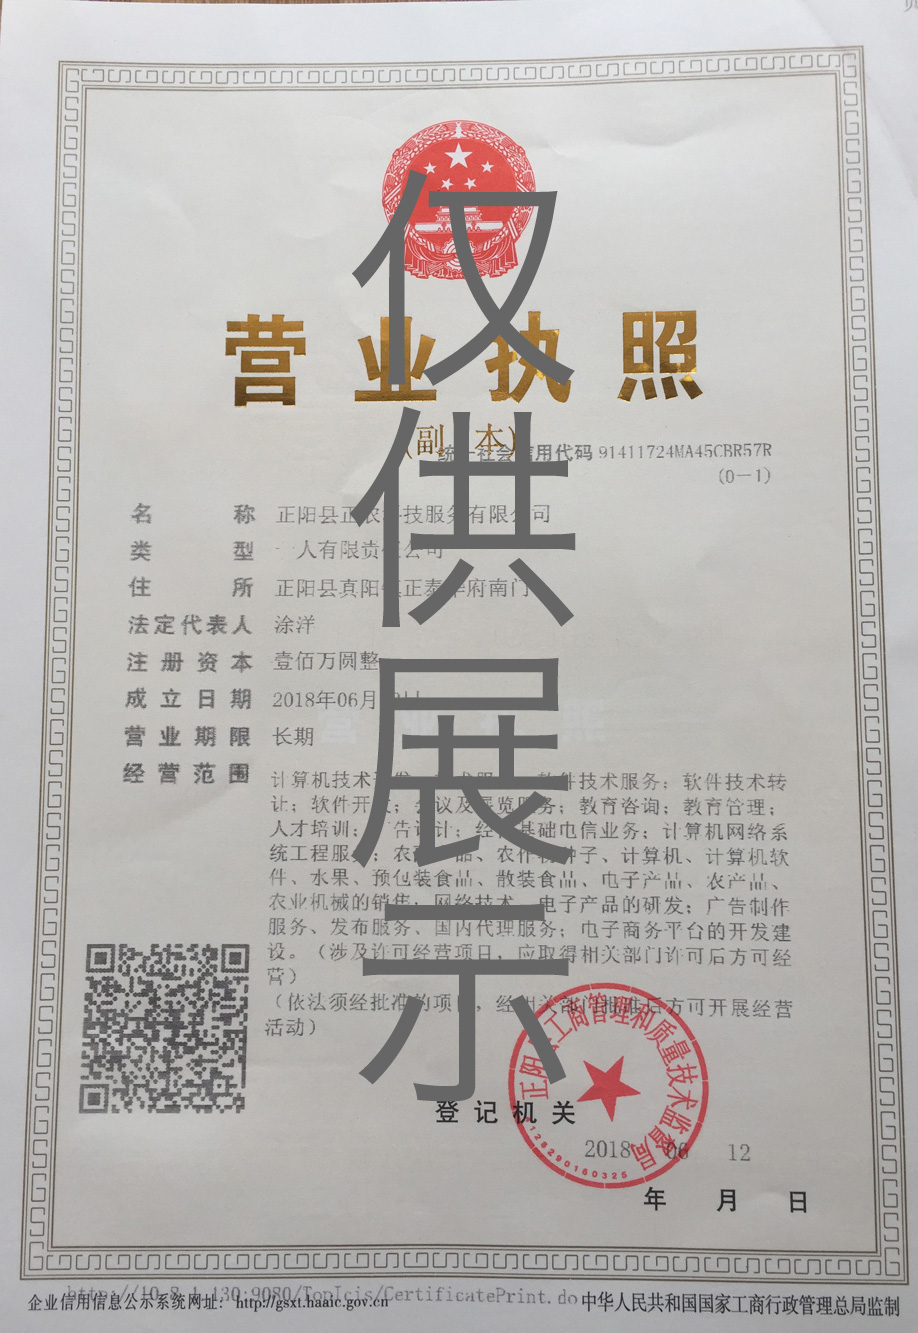 营业执照
(副 本)
统一社会信用代码 91411724MA45CBR57R
(0—1)
名称 正阳县正农科技服务有限公司
类型 一人有限责任公司
住所 正阳县真阳镇正泰华府南门
法定代表人 涂洋
注册资本 壹佰万圆整
成立日期 2018年06月
营业期限 长期
经营范围 计算机技术开发、技术服务；软件技术服务；软件技术转
让；软件开发；会议及展览服务；教育咨询；教育管理；
人才培训；广告设计；经营基础电信业务；计算机网络系
统工程服务；农副产品、农作物种子、计算机、计算机软
件、水果、预包装食品、散装食品、电子产品、农产品、
农业机械的销售；网络技术、电子产品的研发；广告制作
服务、发布服务、国内代理服务；电子商务平台的开发建
设。（涉及许可经营项目，应取得相关部门许可后方可经
营）
（依法须经批准的项目，经相关部门批准后方可开展经营
活动）
仅供展示
正阳县工商管理和质量技术监督局
登记机关
2018 06 12
年 月 日
http://10.8.1.130:9080/TopIcis/CertificatePrint.do
企业信用信息公示系统网址： http://gsxt.haaic.gov.cn
中华人民共和国国家工商行政管理总局监制